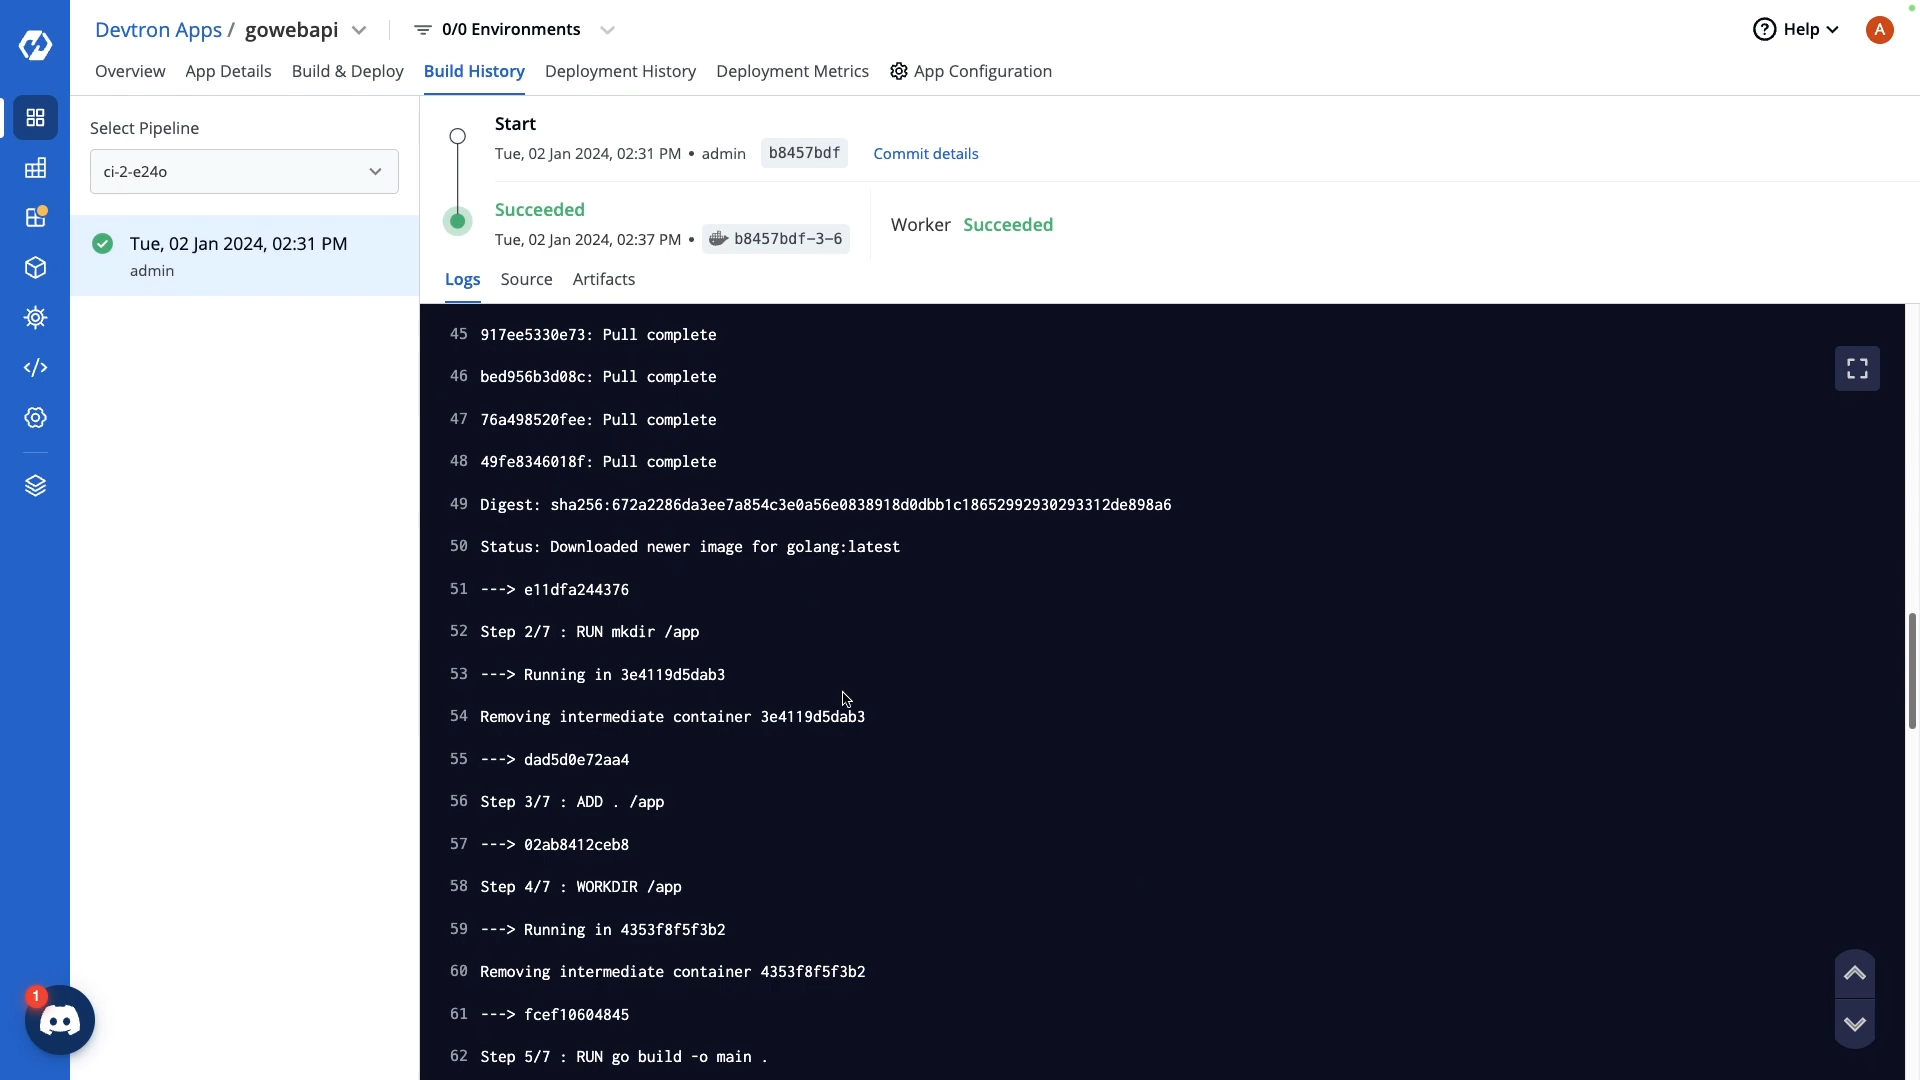 Devtron Apps / gowebapi
0/0 Environments
Help
A
Overview App Details Build & Deploy Build History Deployment History Deployment Metrics App Configuration
Select Pipeline
ci-2-e24o
Tue, 02 Jan 2024, 02:31 PM
admin
Start
Tue, 02 Jan 2024, 02:31 PM • admin b8457bdf Commit details
Succeeded
Tue, 02 Jan 2024, 02:37 PM • b8457bdf-3-6
Worker Succeeded
Logs Source Artifacts
45 917ee5330e73: Pull complete
46 bed956b3d08c: Pull complete
47 76a498520fee: Pull complete
48 49fe8346018f: Pull complete
49 Digest: sha256:672a2286da3ee7a854c3e0a56e0838918d0dbb1c18652992930293312de898a6
50 Status: Downloaded newer image for golang:latest
51 ---> e11dfa244376
52 Step 2/7 : RUN mkdir /app
53 ---> Running in 3e4119d5dab3
54 Removing intermediate container 3e4119d5dab3
55 ---> dad5d0e72aa4
56 Step 3/7 : ADD . /app
57 ---> 02ab8412ceb8
58 Step 4/7 : WORKDIR /app
59 ---> Running in 4353f8f5f3b2
60 Removing intermediate container 4353f8f5f3b2
61 ---> fcef10604845
62 Step 5/7 : RUN go build -o main .
1